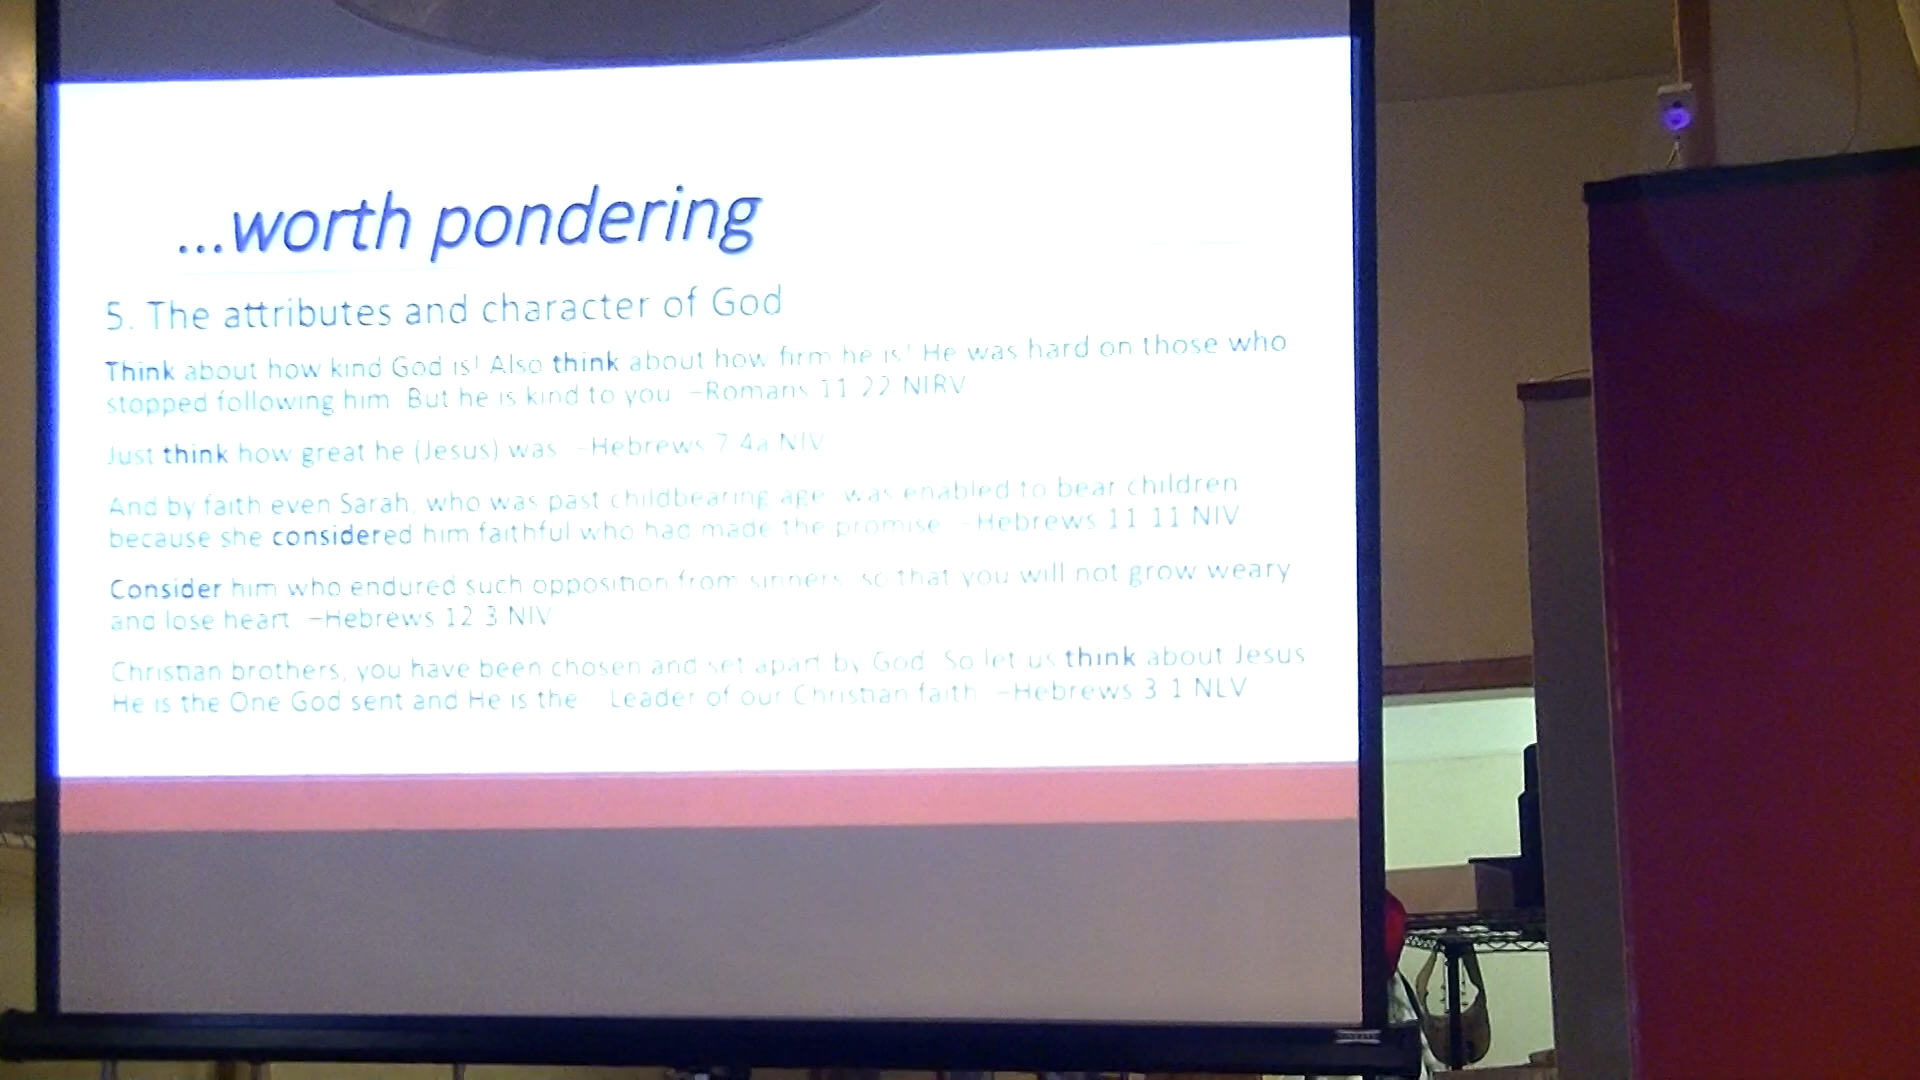 ...worth pondering
5. The attributes and character of God
Think about how kind God is! Also think about how firm he is! He was hard on those who
stopped following him. But he is kind to you. –Romans 11:22 NIRV
Just think how great he (Jesus) was. –Hebrews 7:4a NIV
And by faith even Sarah, who was past childbearing age, was enabled to bear children
because she considered him faithful who had made the promise. –Hebrews 11:11 NIV
Consider him who endured such opposition from sinners, so that you will not grow weary
and lose heart. –Hebrews 12:3 NIV
Christian brothers, you have been chosen and set apart by God. So let us think about Jesus.
He is the One God sent and He is the Leader of our Christian faith. –Hebrews 3:1 NLV